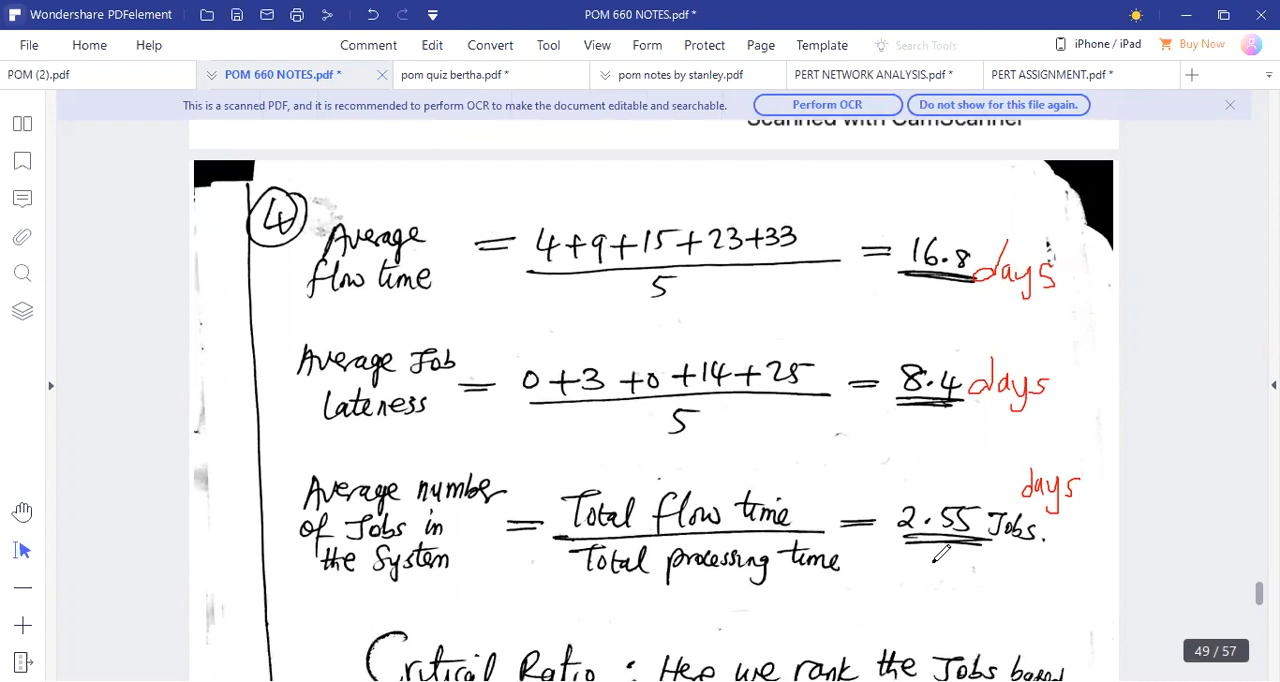 Wondershare PDFelement
POM 660 NOTES.pdf *
File Home Help Comment Edit Convert Tool View Form Protect Page Template Search Tools iPhone / iPad Buy Now
POM (2).pdf POM 660 NOTES.pdf * pom quiz bertha.pdf * pom notes by stanley.pdf PERT NETWORK ANALYSIS.pdf * PERT ASSIGNMENT.pdf *
This is a scanned PDF, and it is recommended to perform OCR to make the document editable and searchable. Perform OCR Do not show for this file again.
Scanned with CamScanner
4
Average flow time = 4+9+15+23+33 / 5 = 16.8 days
Average Job Lateness = 0+3+0+14+25 / 5 = 8.4 days
Average number of Jobs in the System = Total flow time / Total processing time = 2.55 Jobs. days
Critical Ratio : Here we rank the Jobs based
49 / 57